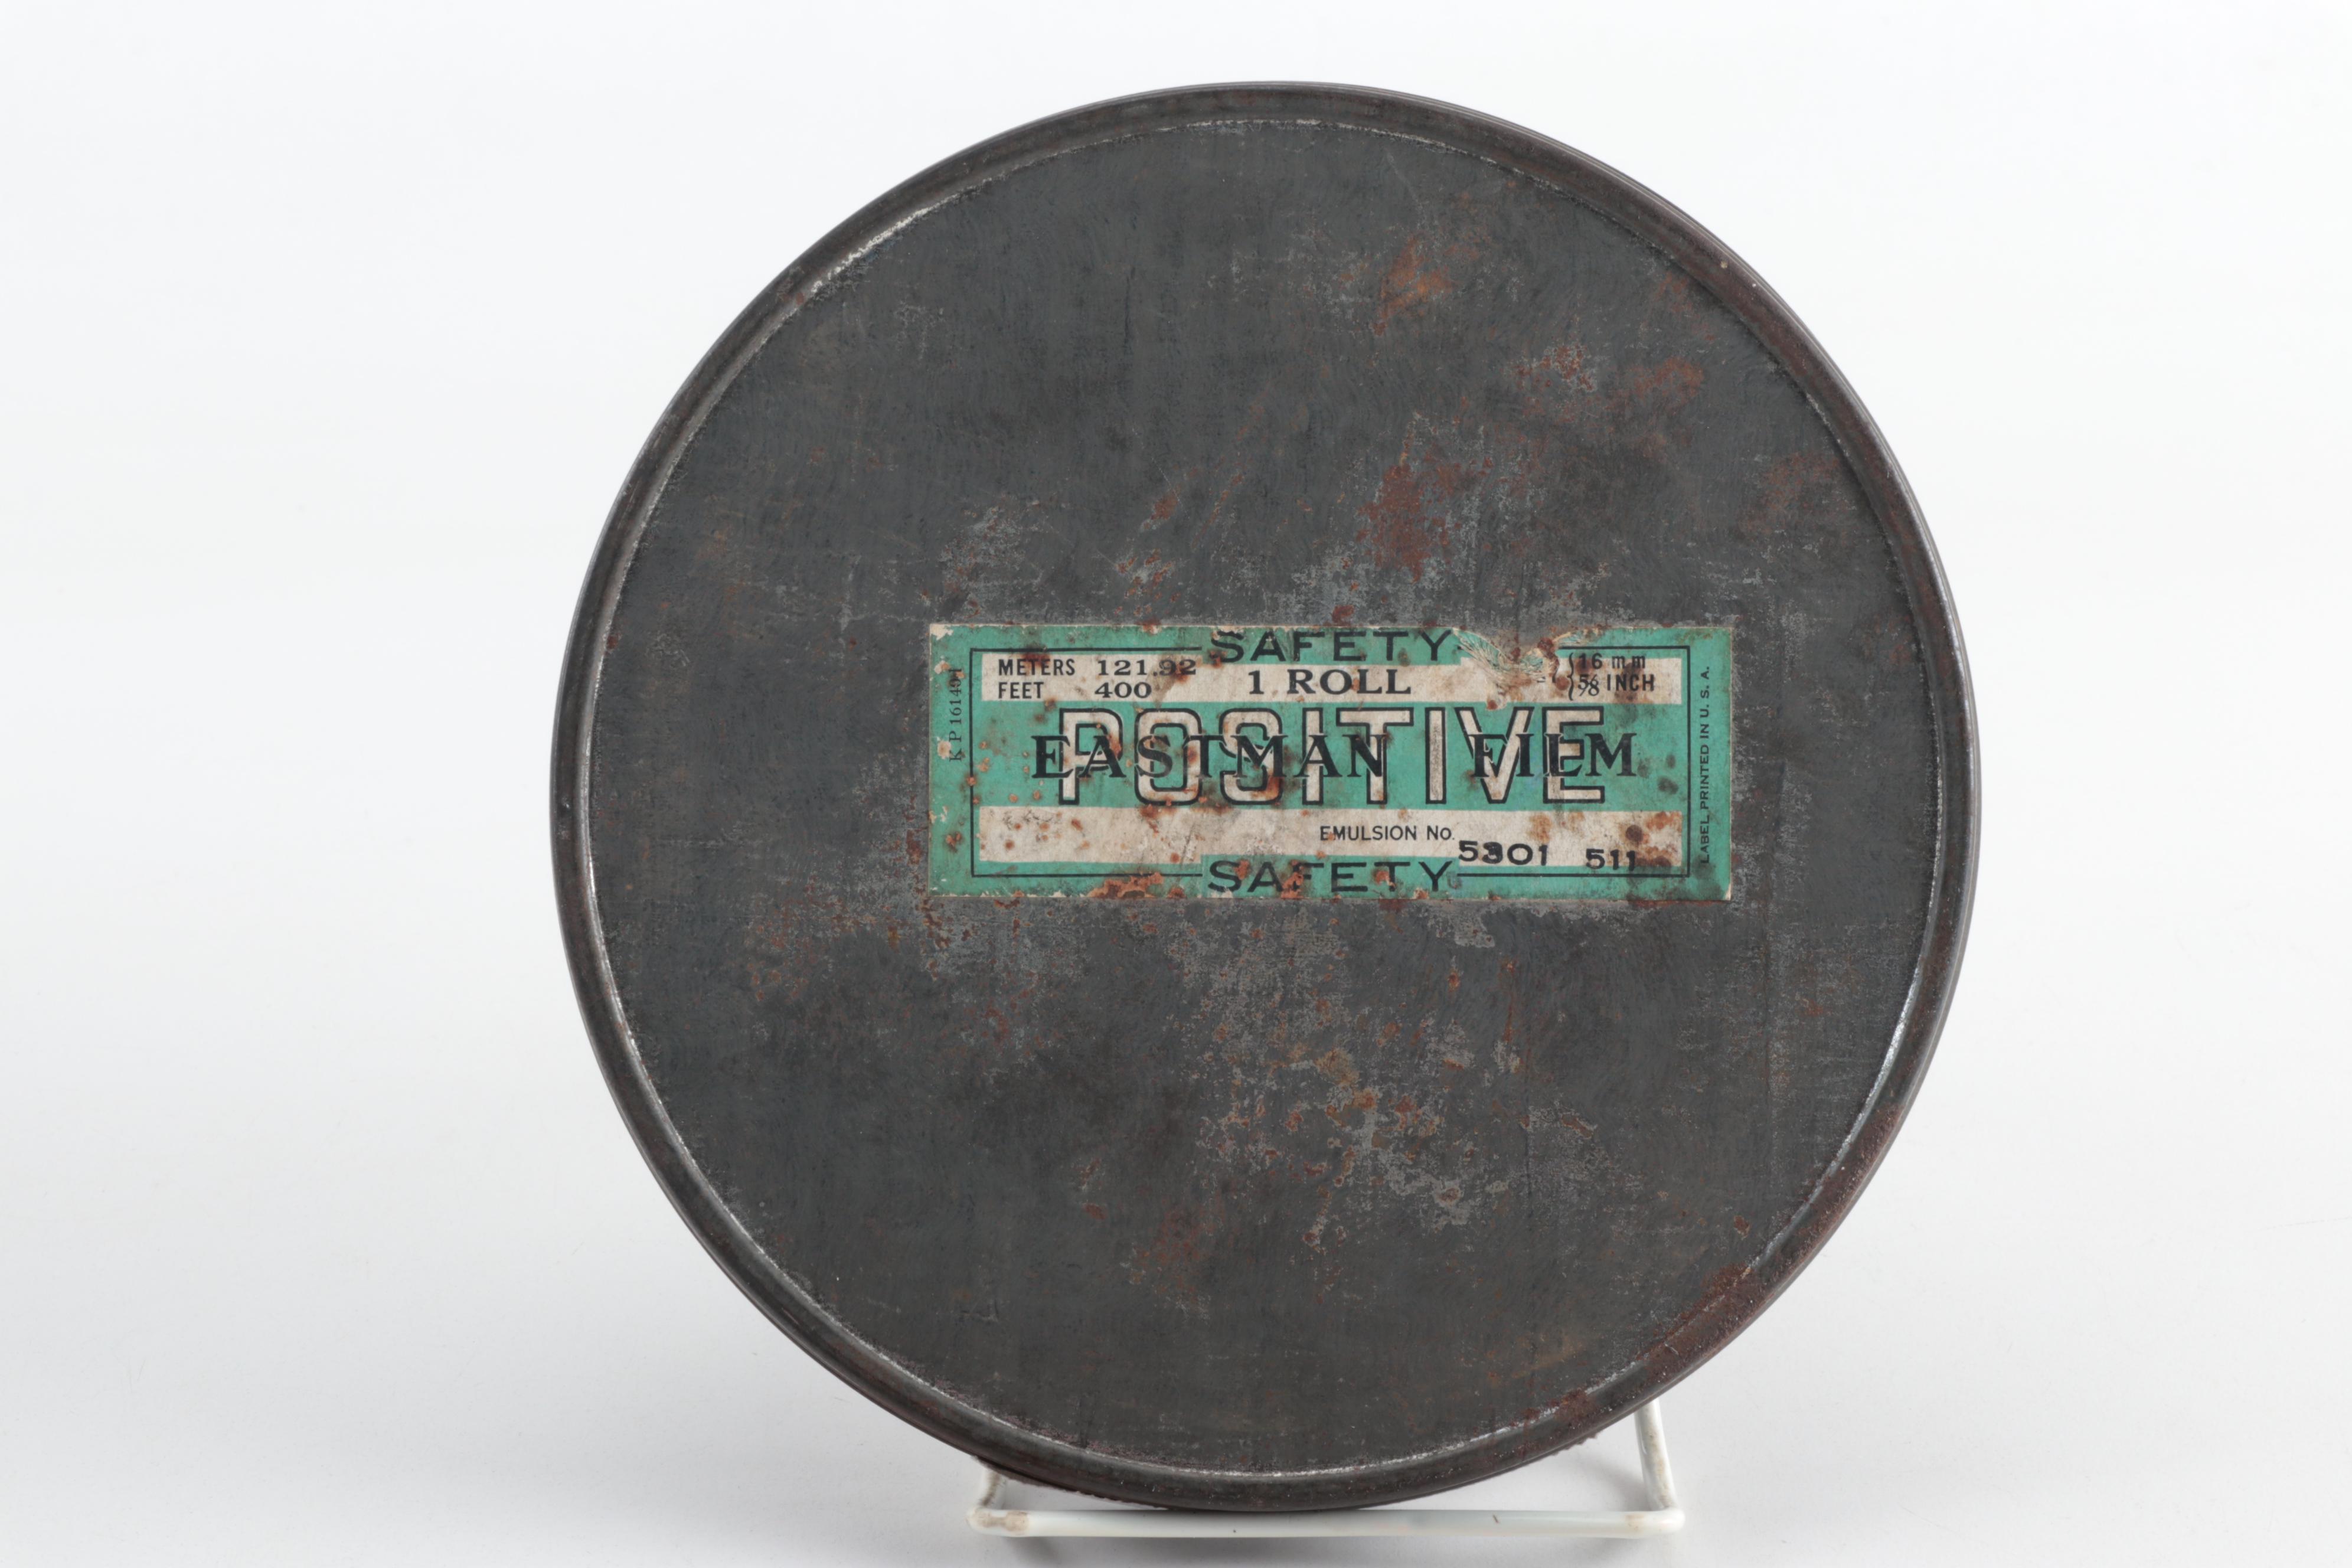 SAFETY
METERS 121.92
FEET 400
1 ROLL
16 mm
5/8 INCH
POSITIVE
EASTMAN FILM
EMULSION No. 5301 511
SAFETY
LABEL PRINTED IN U. S. A.